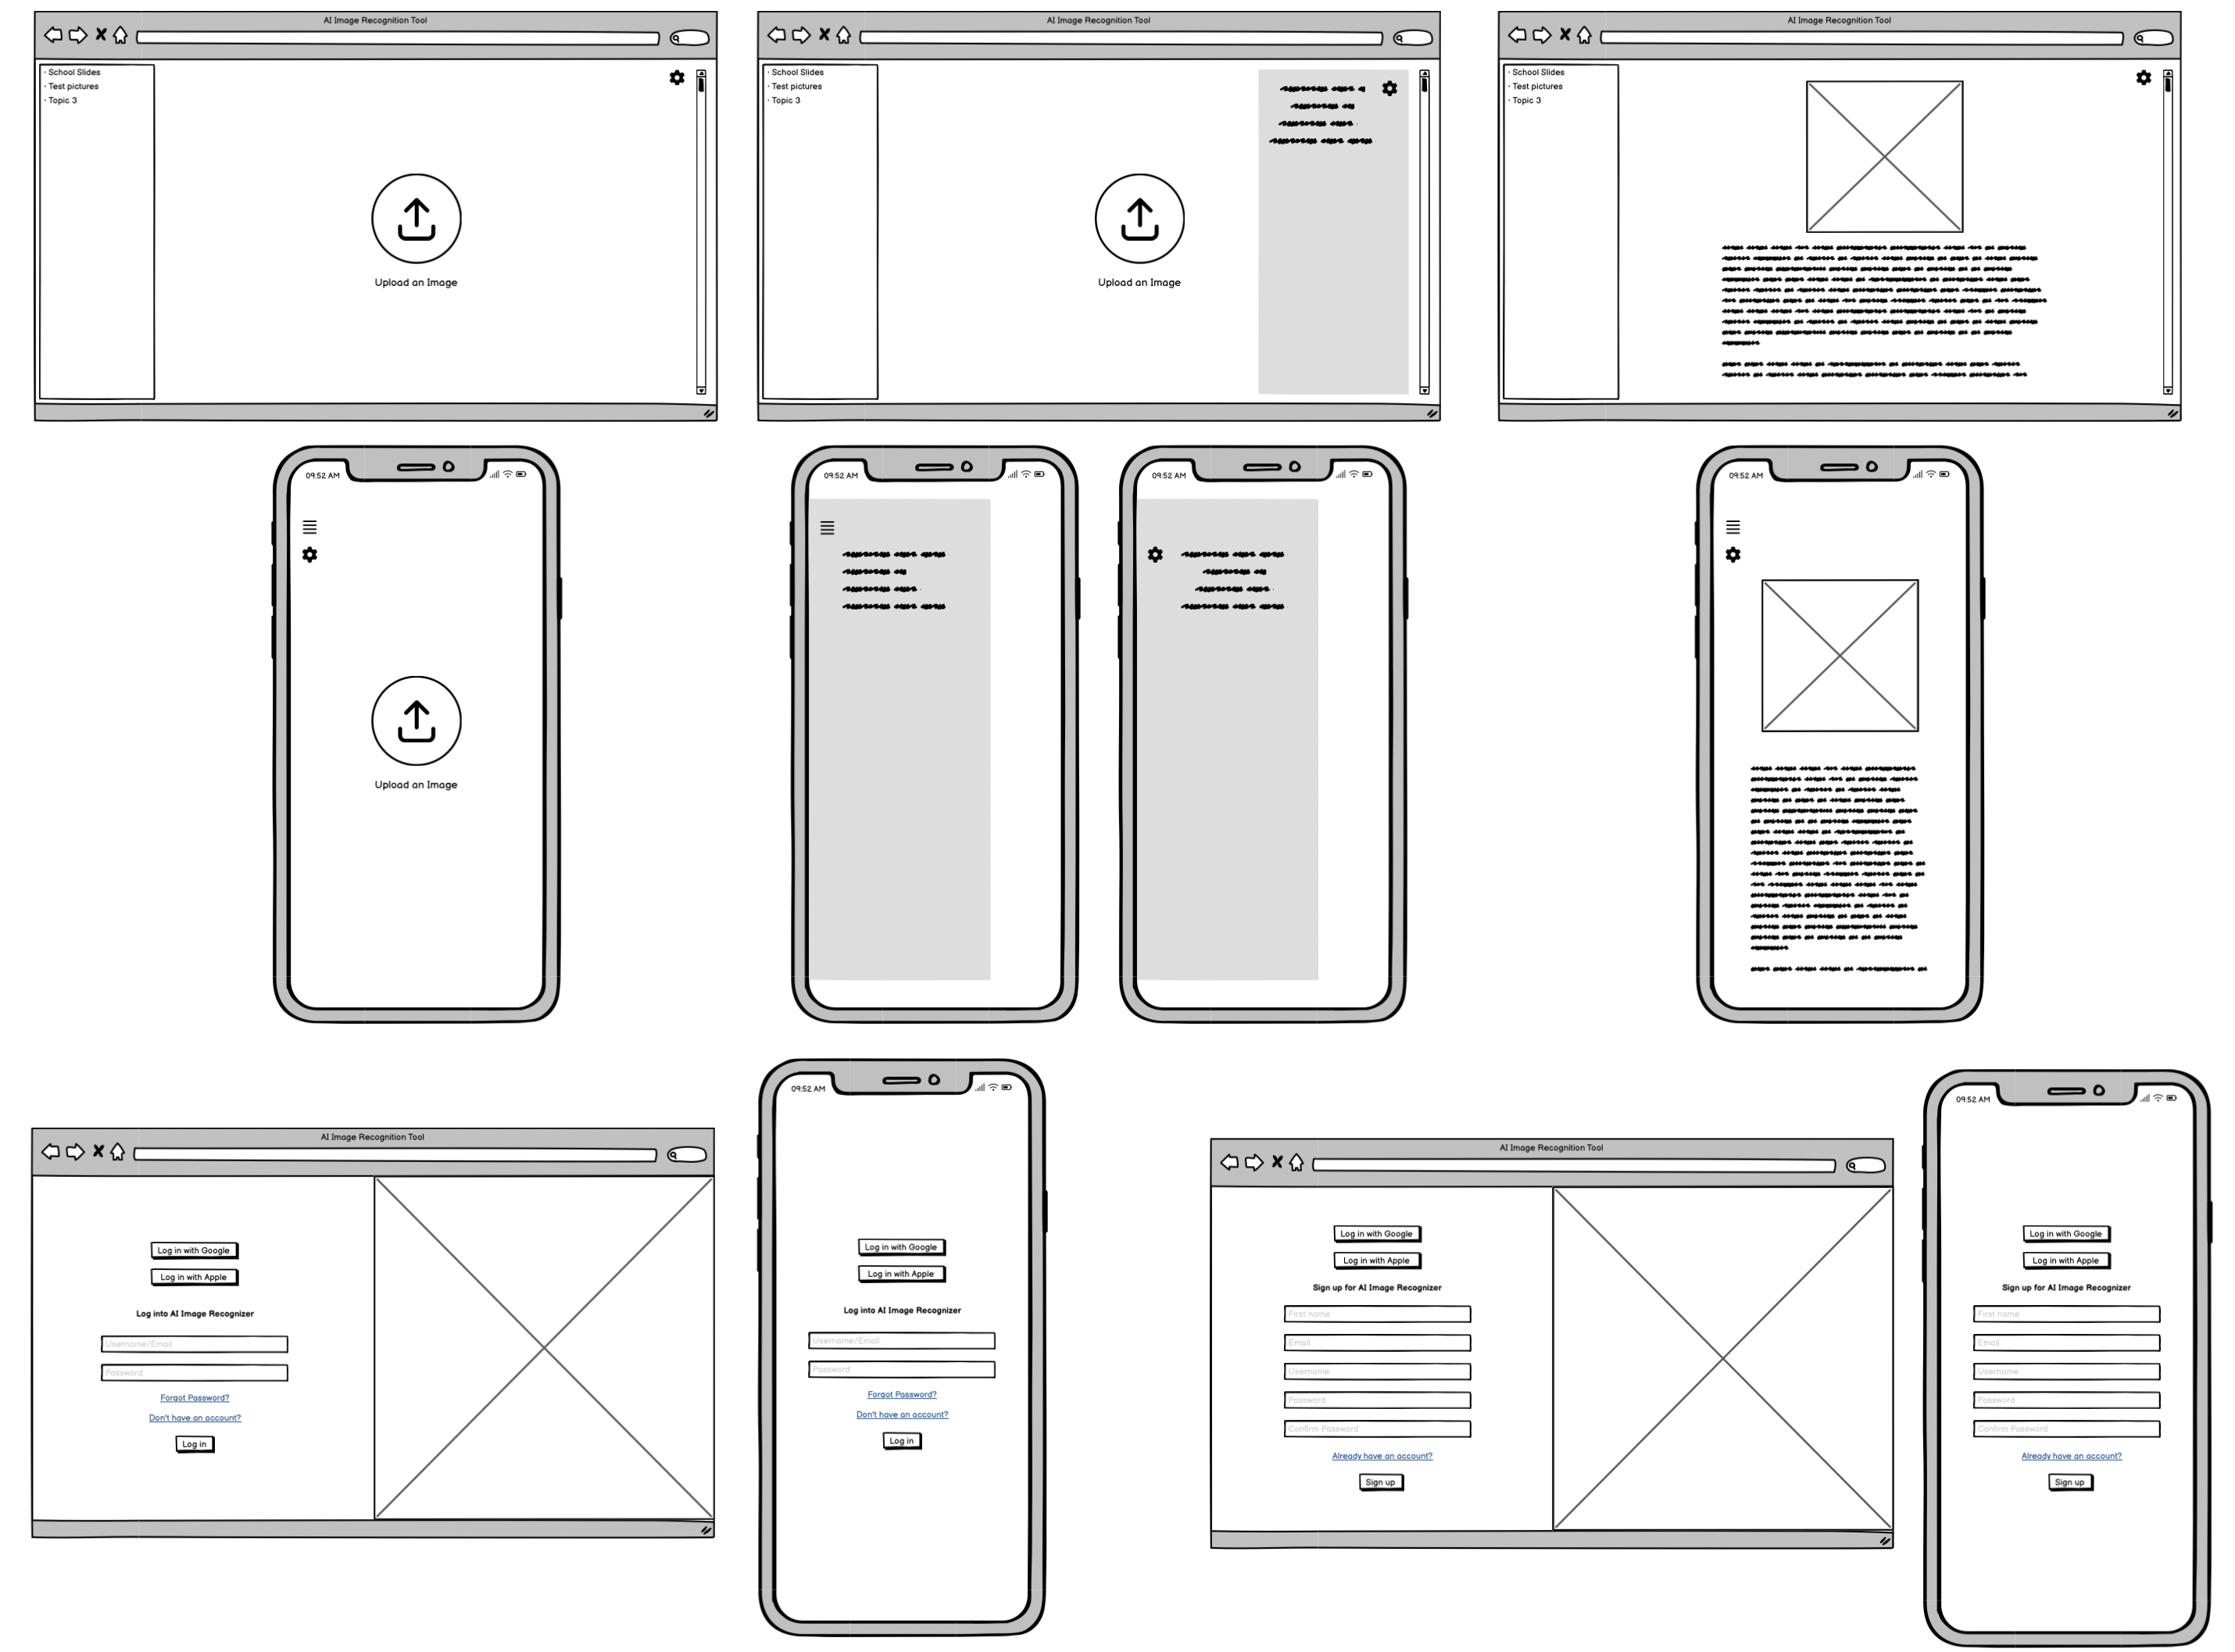 AI Image Recognition Tool
· School Slides
· Test pictures
· Topic 3
Upload an Image
AI Image Recognition Tool
· School Slides
· Test pictures
· Topic 3
Upload an Image
AI Image Recognition Tool
· School Slides
· Test pictures
· Topic 3
09:52 AM
Upload an Image
09:52 AM
09:52 AM
09:52 AM
AI Image Recognition Tool
Log in with Google
Log in with Apple
Log into AI Image Recognizer
Username/Email
Password
Forgot Password?
Don't have an account?
Log in
09:52 AM
Log in with Google
Log in with Apple
Log into AI Image Recognizer
Username/Email
Password
Forgot Password?
Don't have an account?
Log in
AI Image Recognition Tool
Log in with Google
Log in with Apple
Sign up for AI Image Recognizer
First name
Email
Username
Password
Confirm Password
Already have an account?
Sign up
09:52 AM
Log in with Google
Log in with Apple
Sign up for AI Image Recognizer
First name
Email
Username
Password
Confirm Password
Already have an account?
Sign up